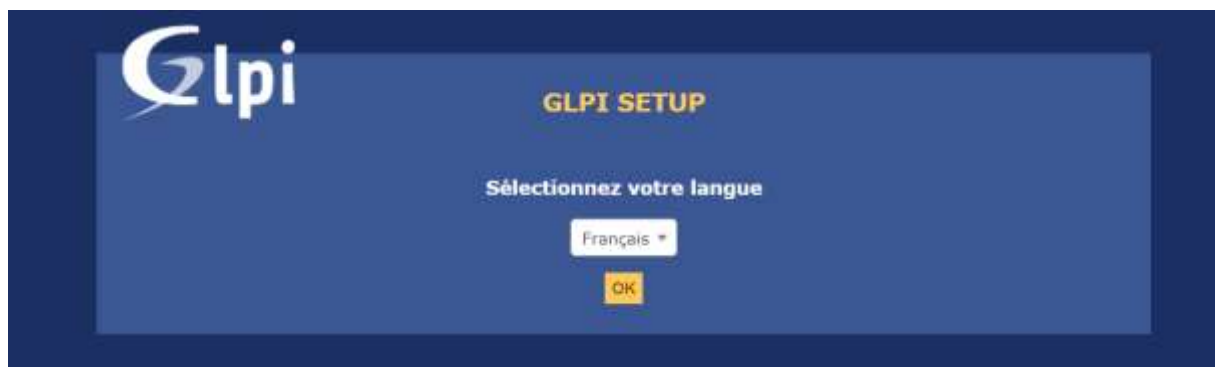 Glpi
GLPI SETUP
Sélectionnez votre langue
Français
OK